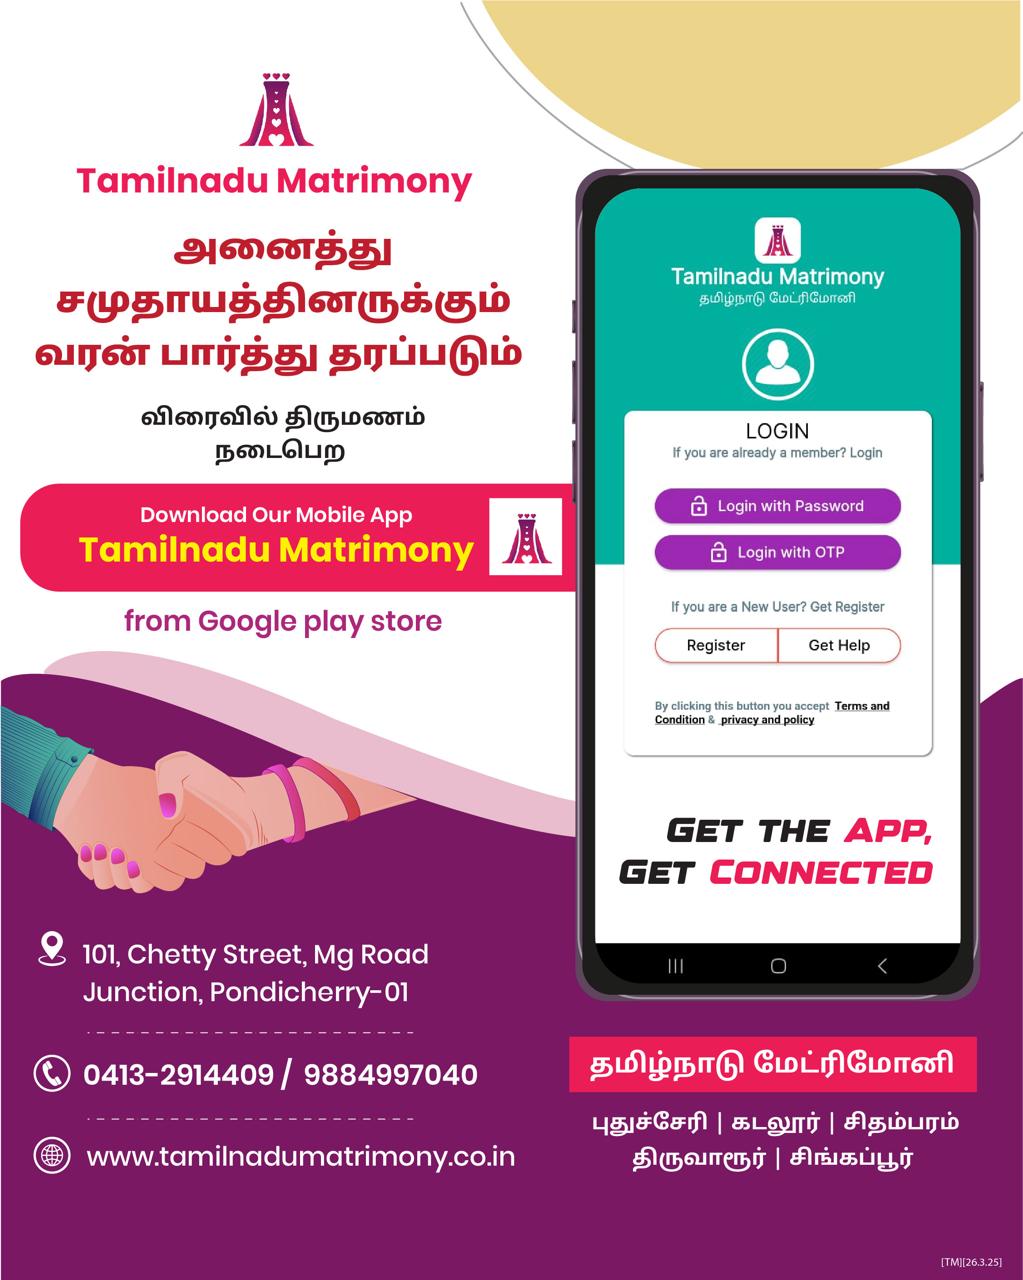 Tamilnadu Matrimony
அனைத்து
சமுதாயத்தினருக்கும்
வரன் பார்த்து தரப்படும்
விரைவில் திருமணம்
நடைபெற
Download Our Mobile App
Tamilnadu Matrimony
from Google play store
Tamilnadu Matrimony
தமிழ்நாடு மேட்ரிமோனி
LOGIN
If you are already a member? Login
Login with Password
Login with OTP
If you are a New User? Get Register
Register
Get Help
By clicking this button you accept Terms and
Condition & privacy and policy
GET THE APP,
GET CONNECTED
101, Chetty Street, Mg Road
Junction, Pondicherry-01
0413-2914409 / 9884997040
www.tamilnadumatrimony.co.in
தமிழ்நாடு மேட்ரிமோனி
புதுச்சேரி | கடலூர் | சிதம்பரம்
திருவாரூர் | சிங்கப்பூர்
[TM][26.3.25]